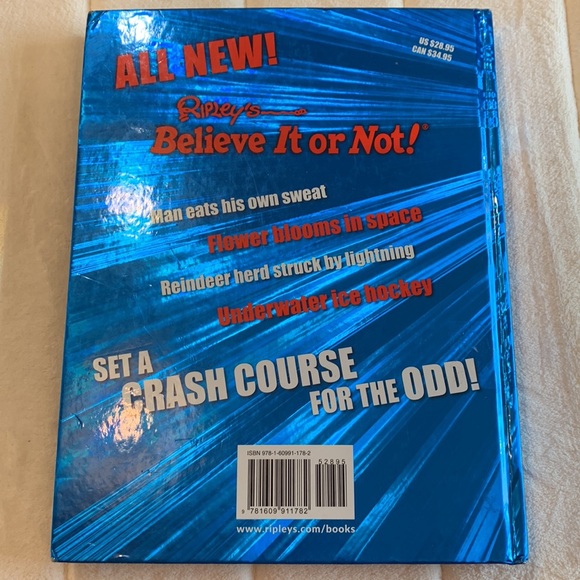 US $28.95
CAN $34.95
ALL NEW!
RIPLEY'S
Believe It or Not!®
Man eats his own sweat
Flower blooms in space
Reindeer herd struck by lightning
Underwater ice hockey
SET A
CRASH COURSE
FOR THE ODD!
ISBN 978-1-60991-178-2
52895
9 781609 911782
www.ripleys.com/books